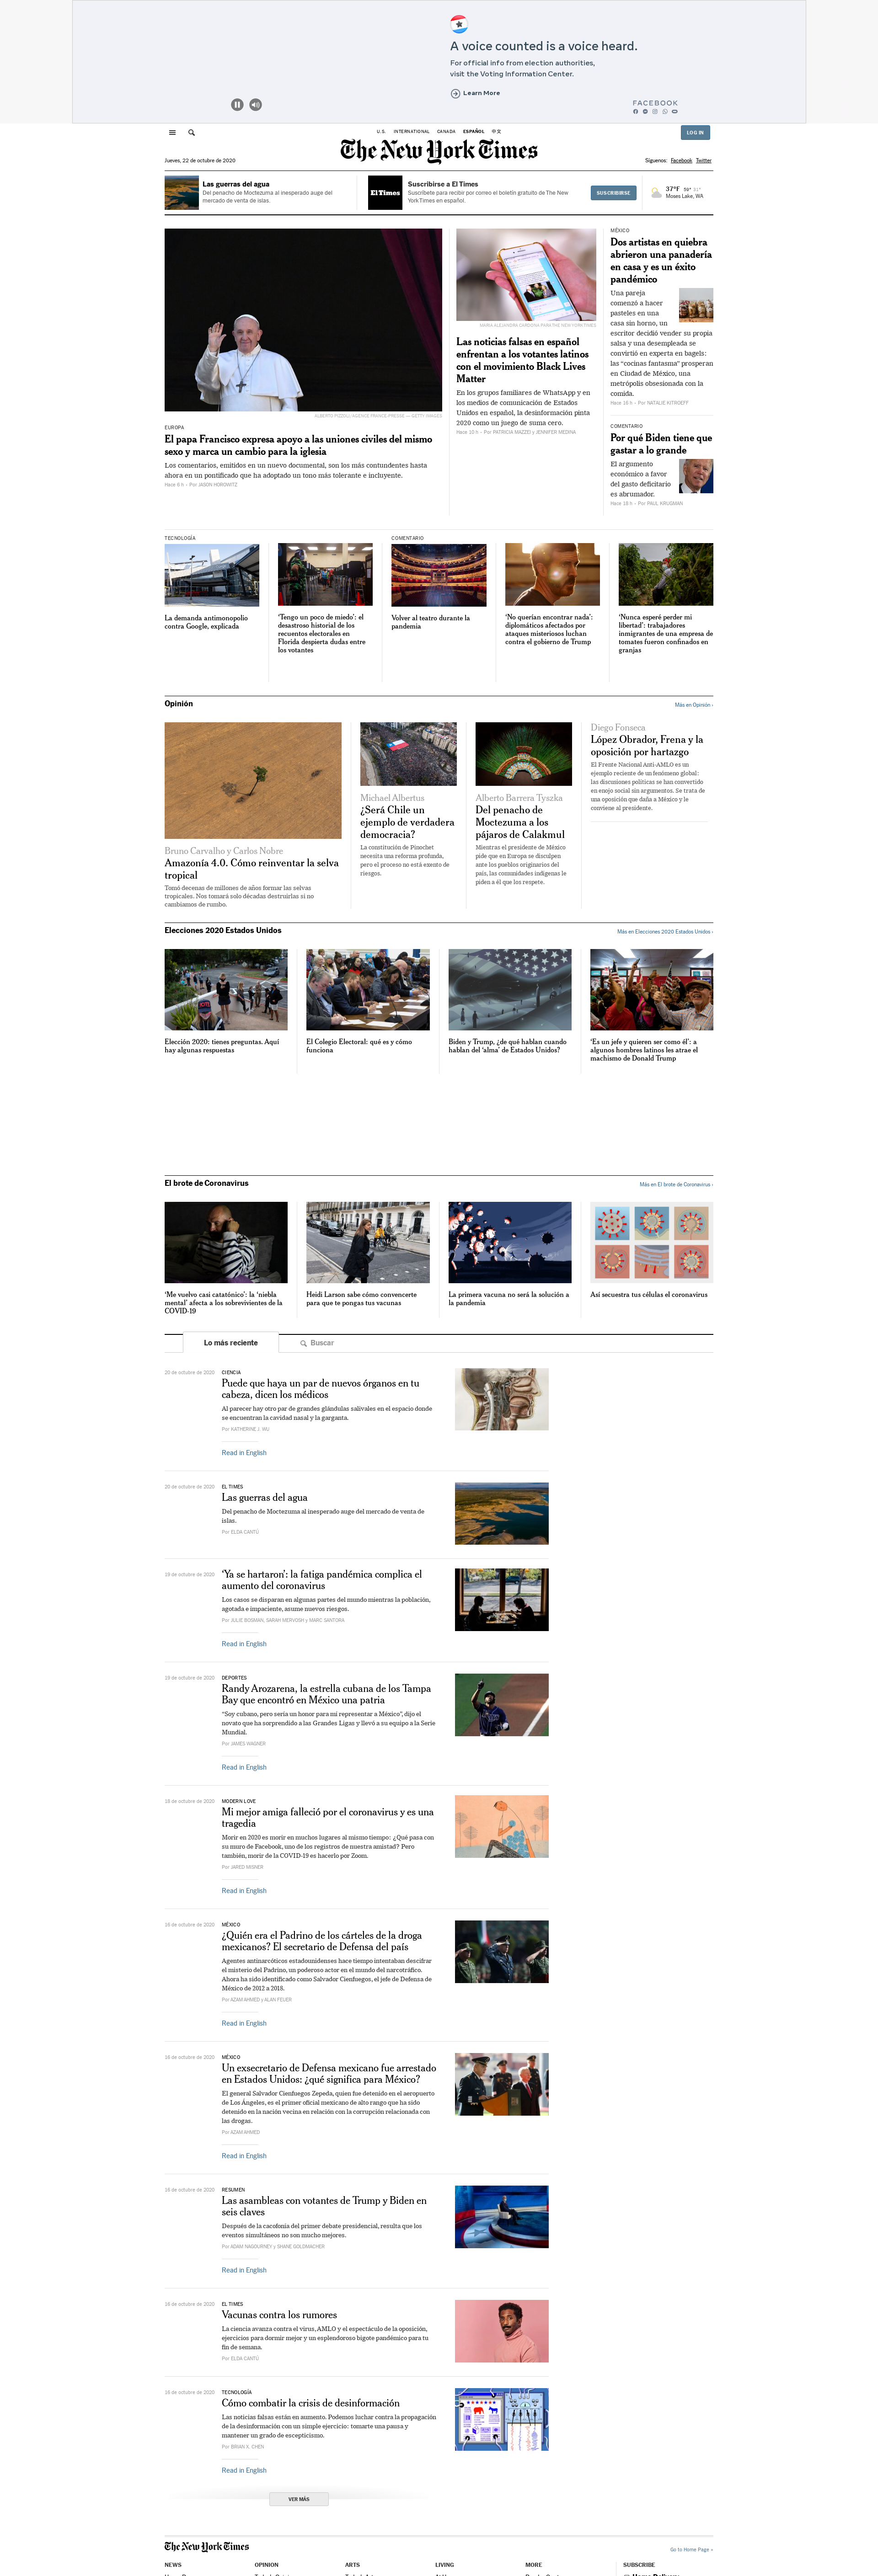 A voice counted is a voice heard.
For official info from election authorities,
visit the Voting Information Center.
Learn More
FACEBOOK
U.S. INTERNATIONAL CANADA ESPAÑOL 中文
LOG IN
The New York Times
Jueves, 22 de octubre de 2020
Síguenos: Facebook Twitter
Las guerras del agua
Del penacho de Moctezuma al inesperado auge del
mercado de venta de islas.
El Times
Suscribirse a El Times
Suscríbete para recibir por correo el boletín gratuito de The New
York Times en español.
SUSCRIBIRSE
37°F 59° 31°
Moses Lake, WA
ALBERTO PIZZOLI/AGENCE FRANCE-PRESSE — GETTY IMAGES
EUROPA
El papa Francisco expresa apoyo a las uniones civiles del mismo
sexo y marca un cambio para la iglesia
Los comentarios, emitidos en un nuevo documental, son los más contundentes hasta
ahora en un pontificado que ha adoptado un tono más tolerante e incluyente.
Hace 9 h – Por JASON HOROWITZ
MARIA ALEJANDRA CARDONA PARA THE NEW YORK TIMES
Las noticias falsas en español
enfrentan a los votantes latinos
con el movimiento Black Lives
Matter
En los grupos familiares de WhatsApp y en
los medios de comunicación de Estados
Unidos en español, la desinformación pinta
2020 como un juego de suma cero.
Hace 10 h – Por PATRICIA MAZZEI y JENNIFER MEDINA
MÉXICO
Dos artistas en quiebra
abrieron una panadería
en casa y es un éxito
pandémico
Una pareja
comenzó a hacer
pasteles en una
casa sin horno, un
escritor decidió vender su propia
salsa y una desempleada se
convirtió en experta en bagels:
las “cocinas fantasma” prosperan
en Ciudad de México, una
metrópolis obsesionada con la
comida.
Hace 18 h – Por NATALIE KITROEFF
COMENTARIO
Por qué Biden tiene que
gastar a lo grande
El argumento
económico a favor
del gasto deficitario
es abrumador.
Hace 18 h – Por PAUL KRUGMAN
TECNOLOGÍA
La demanda antimonopolio
contra Google, explicada
‘Tengo un poco de miedo’: el
desastroso historial de los
recuentos electorales en
Florida despierta dudas entre
los votantes
COMENTARIO
Volver al teatro durante la
pandemia
‘No querían encontrar nada’:
diplomáticos afectados por
ataques misteriosos luchan
contra el gobierno de Trump
‘Nunca esperé perder mi
libertad’: trabajadores
inmigrantes de una empresa de
tomates fueron confinados en
granjas
Opinión
Más en Opinión ›
Bruno Carvalho y Carlos Nobre
Amazonía 4.0. Cómo reinventar la selva
tropical
Tomó decenas de millones de años formar las selvas
tropicales. Nos tomará solo décadas destruirlas si no
cambiamos de rumbo.
Michael Albertus
¿Será Chile un
ejemplo de verdadera
democracia?
La constitución de Pinochet
necesita una reforma profunda,
pero el proceso no está exento de
riesgos.
Alberto Barrera Tyszka
Del penacho de
Moctezuma a los
pájaros de Calakmul
Mientras el presidente de México
pide que en Europa se disculpen
ante los pueblos originarios del
país, las comunidades indígenas le
piden a él que los respete.
Diego Fonseca
López Obrador, Frena y la
oposición por hartazgo
El Frente Nacional Anti-AMLO es un
ejemplo reciente de un fenómeno global:
las discusiones políticas se han convertido
en enojo social sin argumentos. Se trata de
una oposición que daña a México y le
conviene al presidente.
Elecciones 2020 Estados Unidos
Más en Elecciones 2020 Estados Unidos ›
Elección 2020: tienes preguntas. Aquí
hay algunas respuestas
El Colegio Electoral: qué es y cómo
funciona
Biden y Trump, ¿de qué hablan cuando
hablan del ‘alma’ de Estados Unidos?
‘Es un jefe y quieren ser como él’: a
algunos hombres latinos les atrae el
machismo de Donald Trump
El brote de Coronavirus
Más en El brote de Coronavirus ›
‘Me vuelvo casi catatónico’: la ‘niebla
mental’ afecta a los sobrevivientes de la
COVID-19
Heidi Larson sabe cómo convencerte
para que te pongas tus vacunas
La primera vacuna no será la solución a
la pandemia
Así secuestra tus células el coronavirus
Lo más reciente
Buscar
20 de octubre de 2020
CIENCIA
Puede que haya un par de nuevos órganos en tu
cabeza, dicen los médicos
Al parecer hay otro par de grandes glándulas salivales en el espacio donde
se encuentran la cavidad nasal y la garganta.
Por KATHERINE J. WU
Read in English
20 de octubre de 2020
EL TIMES
Las guerras del agua
Del penacho de Moctezuma al inesperado auge del mercado de venta de
islas.
Por ELDA CANTÚ
19 de octubre de 2020
‘Ya se hartaron’: la fatiga pandémica complica el
aumento del coronavirus
Los casos se disparan en algunas partes del mundo mientras la población,
agotada e impaciente, asume nuevos riesgos.
Por JULIE BOSMAN, SARAH MERVOSH y MARC SANTORA
Read in English
19 de octubre de 2020
DEPORTES
Randy Arozarena, la estrella cubana de los Tampa
Bay que encontró en México una patria
“Soy cubano, pero sería un honor para mí representar a México”, dijo el
novato que ha sorprendido a las Grandes Ligas y llevó a su equipo a la Serie
Mundial.
Por JAMES WAGNER
Read in English
18 de octubre de 2020
MODERN LOVE
Mi mejor amiga falleció por el coronavirus y es una
tragedia
Morir en 2020 es morir en muchos lugares al mismo tiempo: ¿Qué pasa con
su muro de Facebook, uno de los registros de nuestra amistad? Pero
también, morir de la COVID-19 es hacerlo por Zoom.
Por JARED MISNER
Read in English
18 de octubre de 2020
MÉXICO
¿Quién era el Padrino de los cárteles de la droga
mexicanos? El secretario de Defensa del país
Agentes antinarcóticos estadounidenses hace tiempo intentaban descifrar
el misterio del Padrino, un poderoso actor en el mundo del narcotráfico.
Ahora ha sido identificado como Salvador Cienfuegos, el jefe de Defensa de
México de 2012 a 2018.
Por AZAM AHMED y ALAN FEUER
Read in English
16 de octubre de 2020
MÉXICO
Un exsecretario de Defensa mexicano fue arrestado
en Estados Unidos: ¿qué significa para México?
El general Salvador Cienfuegos Zepeda, quien fue detenido en el aeropuerto
de Los Ángeles, es el primer oficial mexicano de alto rango que ha sido
detenido en la nación vecina en relación con la corrupción relacionada con
las drogas.
Por AZAM AHMED
Read in English
16 de octubre de 2020
RESUMEN
Las asambleas con votantes de Trump y Biden en
seis claves
Después de la cacofonía del primer debate presidencial, resulta que los
eventos simultáneos no son mucho mejores.
Por ADAM NAGOURNEY y SHANE GOLDMACHER
Read in English
16 de octubre de 2020
EL TIMES
Vacunas contra los rumores
La ciencia avanza contra el virus, AMLO y el espectáculo de la oposición,
ejercicios para dormir mejor y un esplendoroso bigote pandémico para tu
fin de semana.
Por ELDA CANTÚ
16 de octubre de 2020
TECNOLOGÍA
Cómo combatir la crisis de desinformación
Las noticias falsas están en aumento. Podemos luchar contra la propagación
de la desinformación con un simple ejercicio: tomarte una pausa y
mantener un grado de escepticismo.
Por BRIAN X. CHEN
Read in English
VER MÁS
The New York Times
Go to Home Page »
NEWS OPINION ARTS LIVING MORE SUBSCRIBE